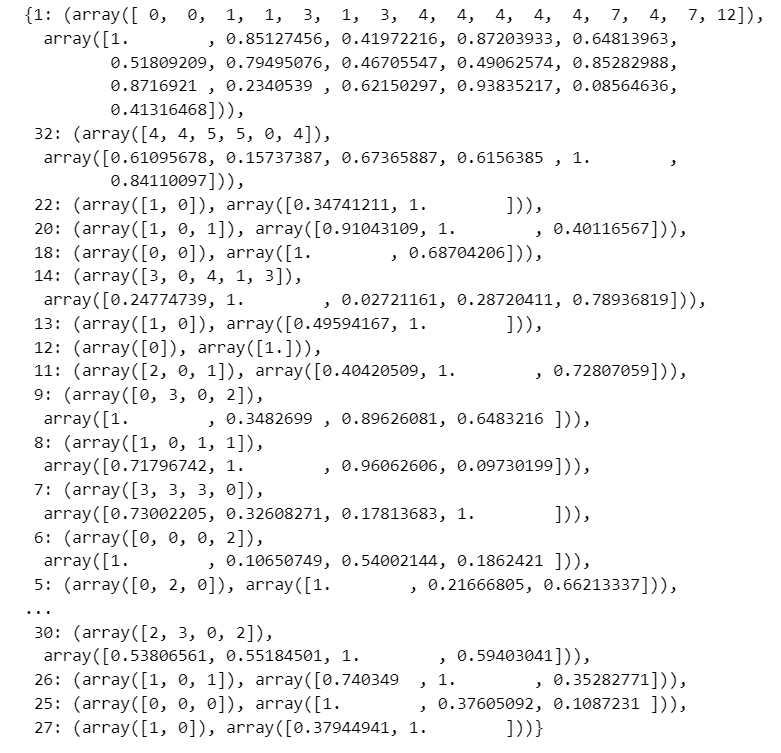 {1: (array([ 0,  0,  1,  1,  3,  1,  3,  4,  4,  4,  4,  4,  7,  4,  7, 12]),
  array([1.        , 0.85127456, 0.41972216, 0.87203933, 0.64813963,
         0.51809209, 0.79495076, 0.46705547, 0.49062574, 0.85282988,
         0.8716921 , 0.2340539 , 0.62150297, 0.93835217, 0.08564636,
         0.41316468])),
 32: (array([4, 4, 5, 5, 0, 4]),
  array([0.61095678, 0.15737387, 0.67365887, 0.6156385 , 1.        ,
         0.84110097])),
 22: (array([1, 0]), array([0.34741211, 1.        ])),
 20: (array([1, 0, 1]), array([0.91043109, 1.        , 0.40116567])),
 18: (array([0, 0]), array([1.        , 0.68704206])),
 14: (array([3, 0, 4, 1, 3]),
  array([0.24774739, 1.        , 0.02721161, 0.28720411, 0.78936819])),
 13: (array([1, 0]), array([0.49594167, 1.        ])),
 12: (array([0]), array([1.])),
 11: (array([2, 0, 1]), array([0.40420509, 1.        , 0.72807059])),
 9: (array([0, 3, 0, 2]),
  array([1.        , 0.3482699 , 0.89626081, 0.6483216 ])),
 8: (array([1, 0, 1, 1]),
  array([0.71796742, 1.        , 0.96062606, 0.09730199])),
 7: (array([3, 3, 3, 0]),
  array([0.73002205, 0.32608271, 0.17813683, 1.        ])),
 6: (array([0, 0, 0, 2]),
  array([1.        , 0.10650749, 0.54002144, 0.1862421 ])),
 5: (array([0, 2, 0]), array([1.        , 0.21666805, 0.66213337])),
...
 30: (array([2, 3, 0, 2]),
  array([0.53806561, 0.55184501, 1.        , 0.59403041])),
 26: (array([1, 0, 1]), array([0.740349  , 1.        , 0.35282771])),
 25: (array([0, 0, 0]), array([1.        , 0.37605092, 0.1087231 ])),
 27: (array([1, 0]), array([0.37944941, 1.        ]))}